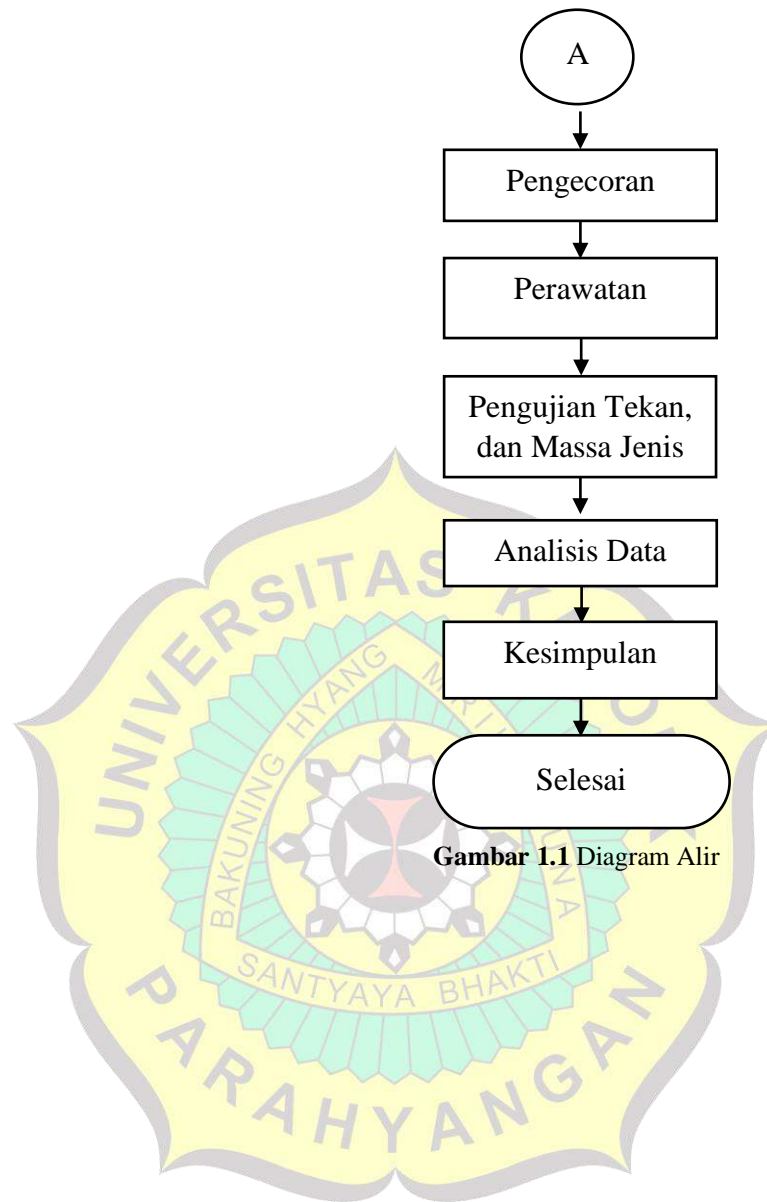 A
Pengecoran
Perawatan
Pengujian Tekan,
dan Massa Jenis
Analisis Data
Kesimpulan
Selesai
Gambar 1.1 Diagram Alir
UNIVERSITAS
PARAHYANGAN
BAKUNING HYANG
SANTYAYA BHAKTI